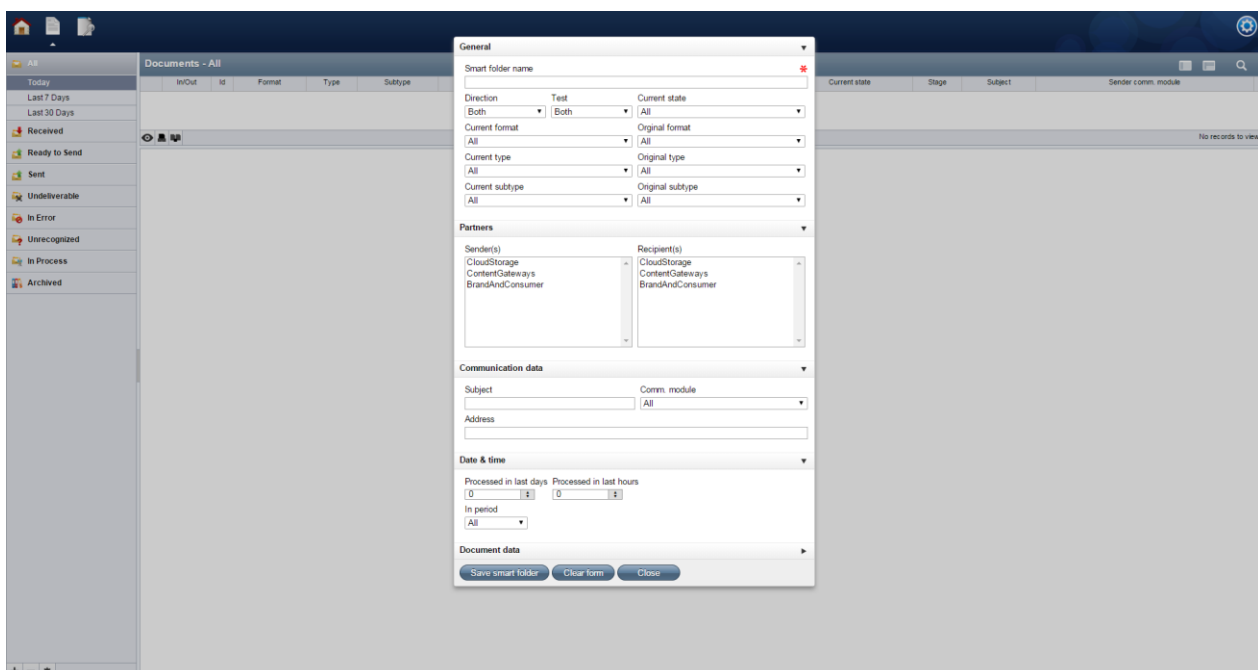 All
Today
Last 7 Days
Last 30 Days
Received
Ready to Send
Sent
Undeliverable
In Error
Unrecognized
In Process
Archived
Documents - All
In/Out Id Format Type Subtype Current state Stage Subject Sender comm. module
No records to view
General
Smart folder name *
Direction Test Current state
Both Both All
Current format Orginal format
All All
Current type Original type
All All
Current subtype Original subtype
All All
Partners
Sender(s) Recipient(s)
CloudStorage CloudStorage
ContentGateways ContentGateways
BrandAndConsumer BrandAndConsumer
Communication data
Subject Comm. module
All
Address
Date & time
Processed in last days Processed in last hours
0 0
In period
All
Document data
Save smart folder Clear form Close